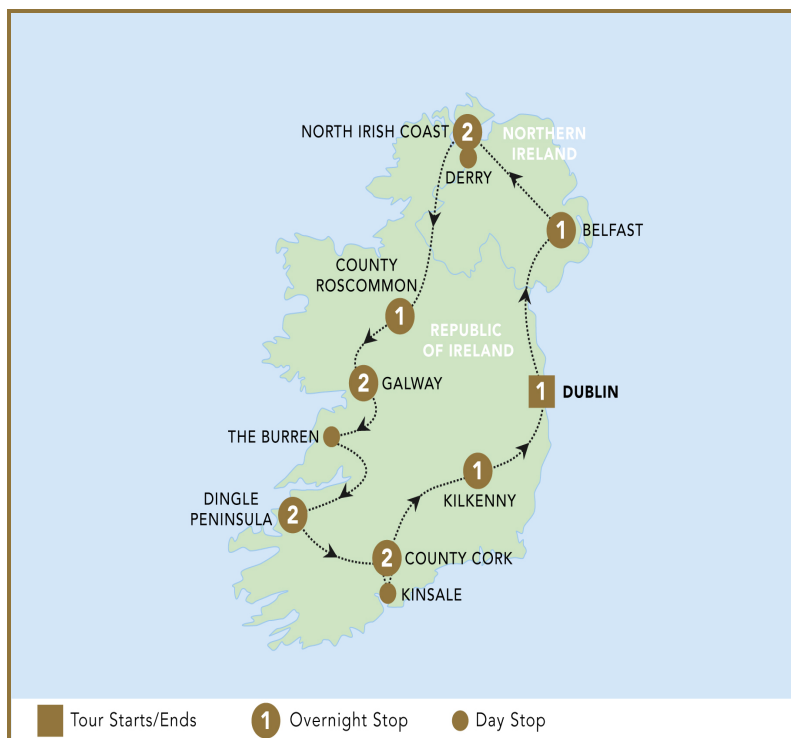 NORTH IRISH COAST
2
NORTHERN
IRELAND
DERRY
1
BELFAST
COUNTY
ROSCOMMON
1
REPUBLIC
OF IRELAND
2
GALWAY
1
DUBLIN
THE BURREN
1
KILKENNY
DINGLE
PENINSULA
2
2
COUNTY CORK
KINSALE
Tour Starts/Ends
1
Overnight Stop
Day Stop